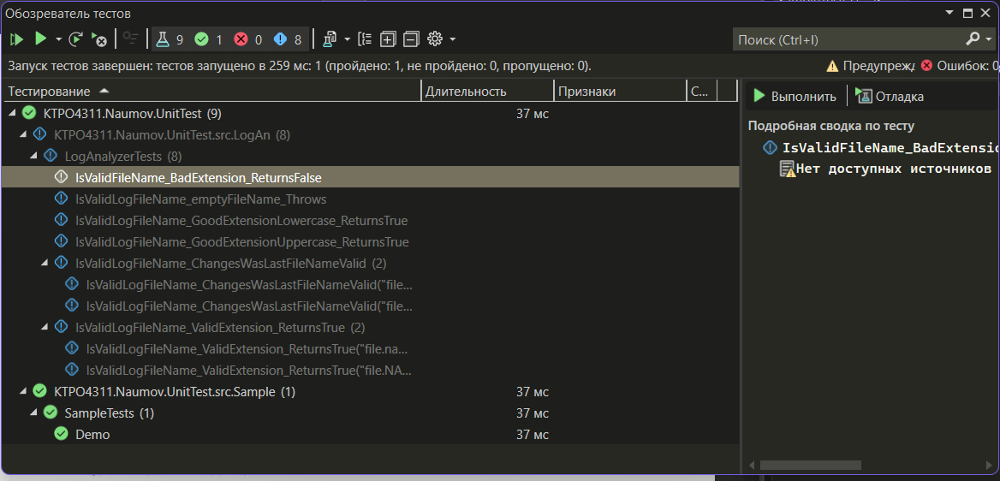 Обозреватель тестов
9 1 0 8
Поиск (Ctrl+I)
Запуск тестов завершен: тестов запущено в 259 мс: 1 (пройдено: 1, не пройдено: 0, пропущено: 0).
Предупреж Ошибок: 0
Тестирование Длительность Признаки С...
Выполнить Отладка
KTPO4311.Naumov.UnitTest (9) 37 мс
Подробная сводка по тесту
KTPO4311.Naumov.UnitTest.src.LogAn (8)
IsValidFileName_BadExtensio
LogAnalyzerTests (8)
Нет доступных источников
IsValidFileName_BadExtension_ReturnsFalse
IsValidLogFileName_emptyFileName_Throws
IsValidLogFileName_GoodExtensionLowercase_ReturnsTrue
IsValidLogFileName_GoodExtensionUppercase_ReturnsTrue
IsValidLogFileName_ChangesWasLastFileNameValid (2)
IsValidLogFileName_ChangesWasLastFileNameValid("file...
IsValidLogFileName_ChangesWasLastFileNameValid("file...
IsValidLogFileName_ValidExtension_ReturnsTrue (2)
IsValidLogFileName_ValidExtension_ReturnsTrue("file.na...
IsValidLogFileName_ValidExtension_ReturnsTrue("file.NA...
KTPO4311.Naumov.UnitTest.src.Sample (1) 37 мс
SampleTests (1) 37 мс
Demo 37 мс